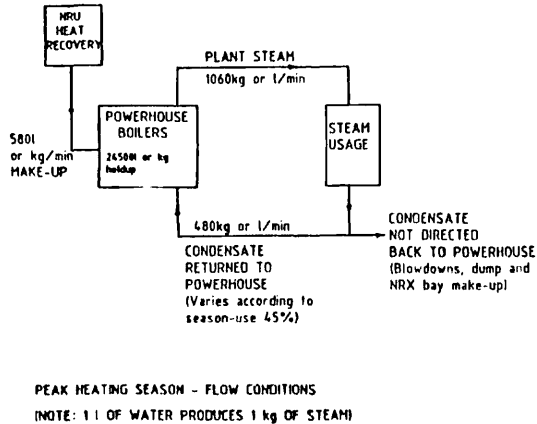 NRU
HEAT
RECOVERY
PLANT STEAM
1060kg or l/min
POWERHOUSE
BOILERS
26500l or kg
holdup
STEAM
USAGE
580l
or kg/min
MAKE-UP
480kg or l/min
CONDENSATE
RETURNED TO
POWERHOUSE
(Varies according to
season-use 45%)
CONDENSATE
NOT DIRECTED
BACK TO POWERHOUSE
(Blowdowns, dump and
NRX bay make-up)
PEAK HEATING SEASON - FLOW CONDITIONS
(NOTE: 1 l OF WATER PRODUCES 1 kg OF STEAM)